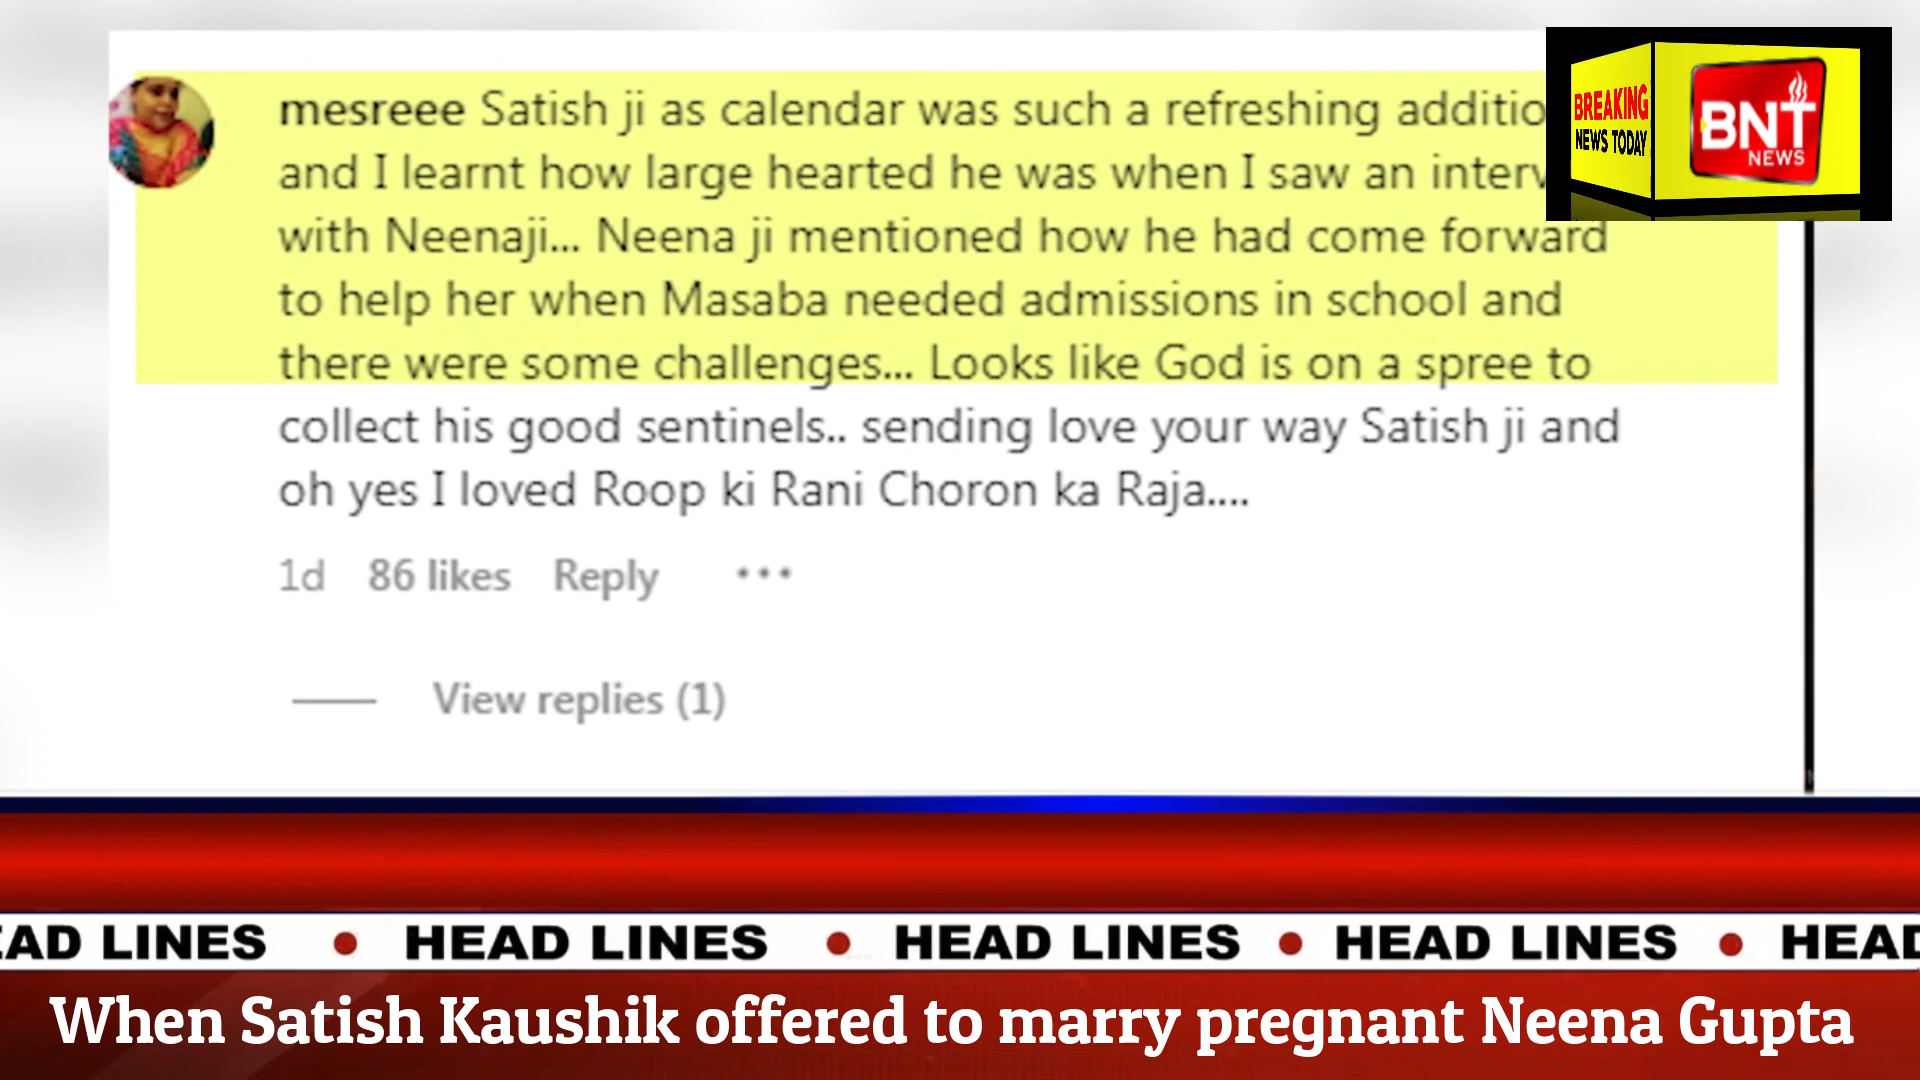 mesreee Satish ji as calendar was such a refreshing additio
and I learnt how large hearted he was when I saw an interv
with Neenaji... Neena ji mentioned how he had come forward
to help her when Masaba needed admissions in school and
there were some challenges... Looks like God is on a spree to
collect his good sentinels.. sending love your way Satish ji and
oh yes I loved Roop ki Rani Choron ka Raja....
1d 86 likes Reply ...
View replies (1)
BREAKING
NEWS TODAY
BNT
NEWS
EAD LINES • HEAD LINES • HEAD LINES • HEAD LINES • HEAD
When Satish Kaushik offered to marry pregnant Neena Gupta